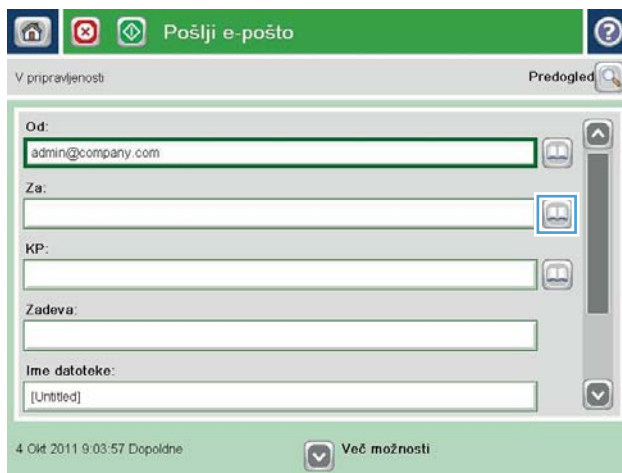 Pošlji e-pošto
V pripravljenosti
Predogled
Od:
admin@company.com
Za:
KP:
Zadeva:
Ime datoteke:
[Untitled]
4 Okt 2011 9:03:57 Dopoldne
Več možnosti